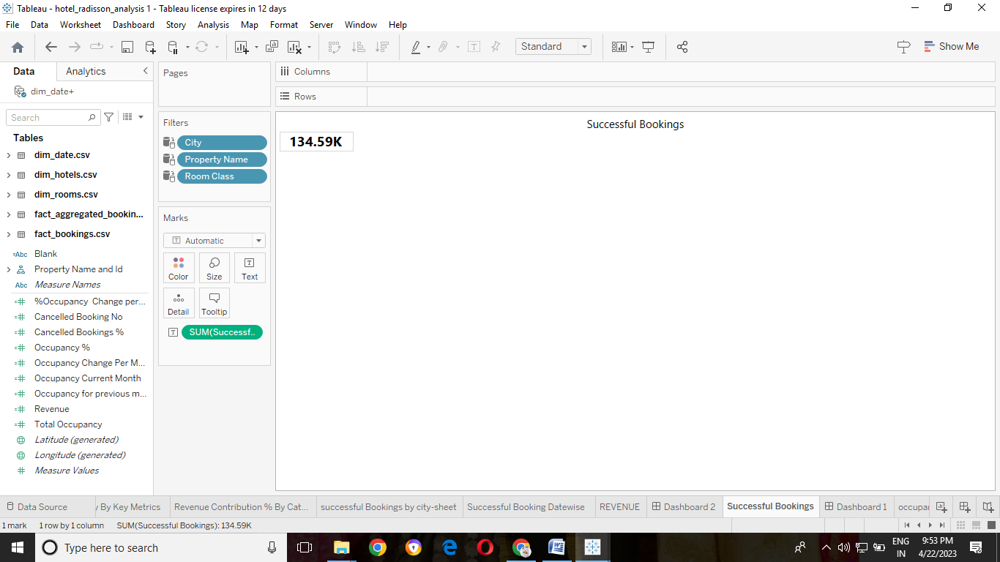 Tableau - hotel_radisson_analysis 1 - Tableau license expires in 12 days
File Data Worksheet Dashboard Story Analysis Map Format Server Window Help
Standard
Show Me
Data Analytics
dim_date+
Search
Tables
dim_date.csv
dim_hotels.csv
dim_rooms.csv
fact_aggregated_bookin...
fact_bookings.csv
=Abc Blank
Property Name and Id
Abc Measure Names
=# %Occupancy Change per...
=# Cancelled Booking No
=# Cancelled Bookings %
=# Occupancy %
=# Occupancy Change Per M...
=# Occupancy Current Month
=# Occupancy for previous m...
=# Revenue
=# Total Occupancy
Latitude (generated)
Longitude (generated)
# Measure Values
Pages
Filters
City
Property Name
Room Class
Marks
T Automatic
Color Size T Text
Detail Tooltip
T SUM(Successf..
Columns
Rows
Successful Bookings
134.59K
Data Source y By Key Metrics Revenue Contribution % By Cat... successful Bookings by city-sheet Successful Booking Datewise REVENUE Dashboard 2 Successful Bookings Dashboard 1 occupar
1 mark 1 row by 1 column SUM(Successful Bookings): 134.59K
Type here to search
ENG 9:53 PM
IN 4/22/2023